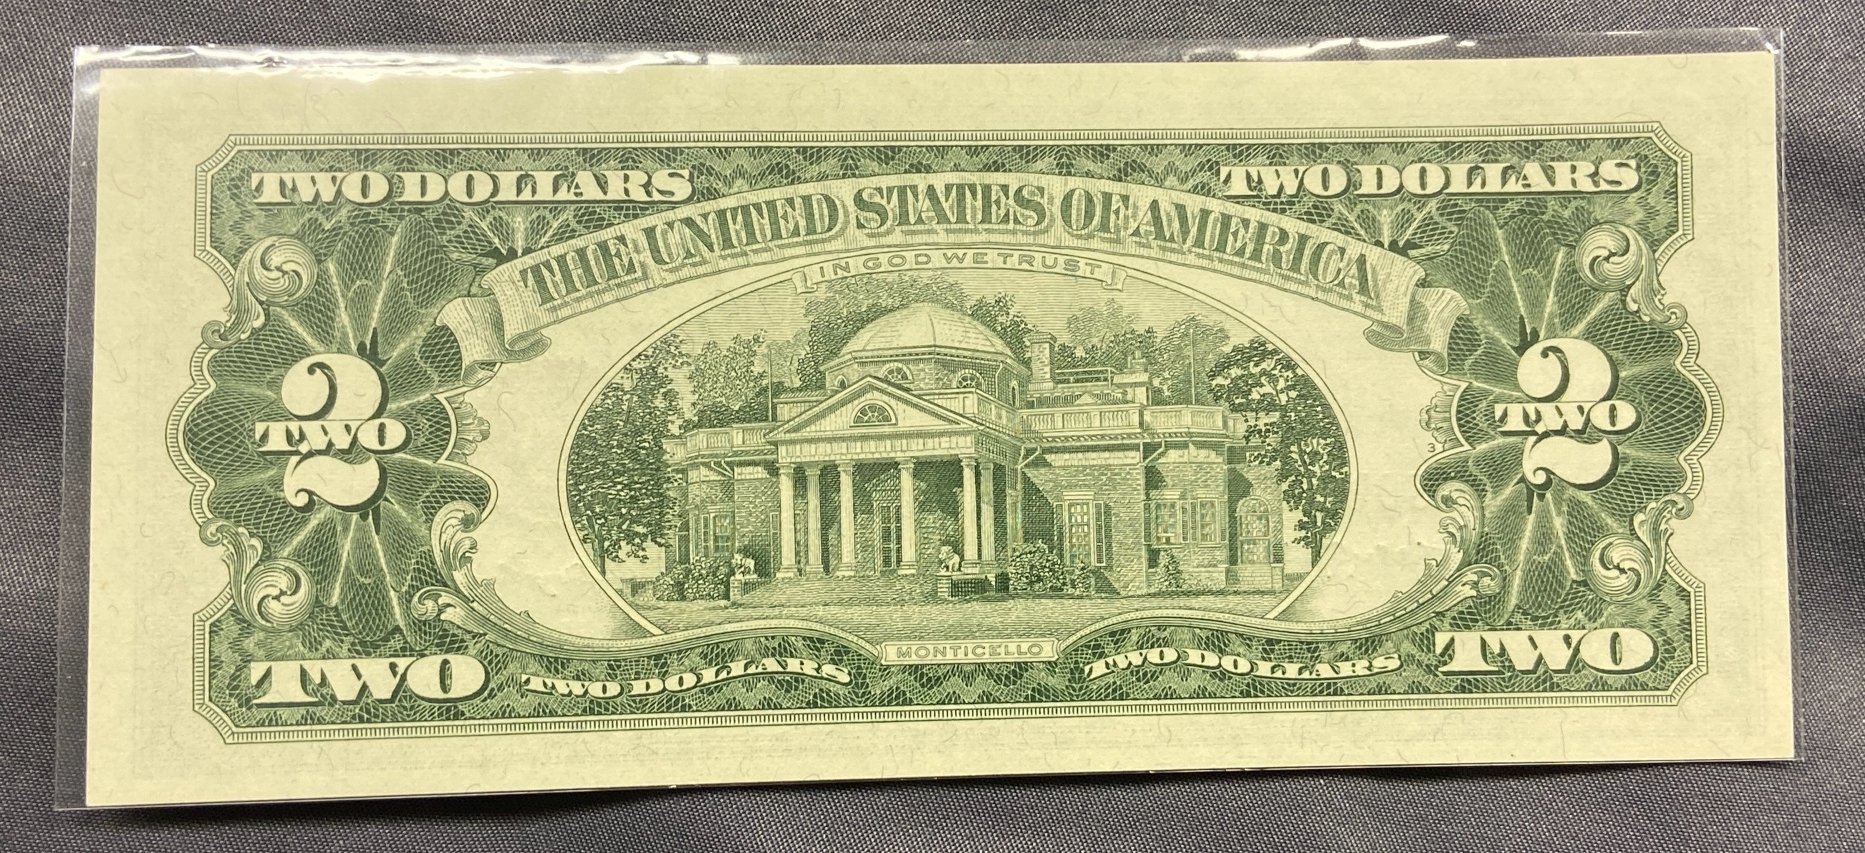 TWO DOLLARS
TWO DOLLARS
THE UNITED STATES OF AMERICA
IN GOD WE TRUST
2
TWO
2
TWO
3
MONTICELLO
TWO
TWO DOLLARS
TWO DOLLARS
TWO